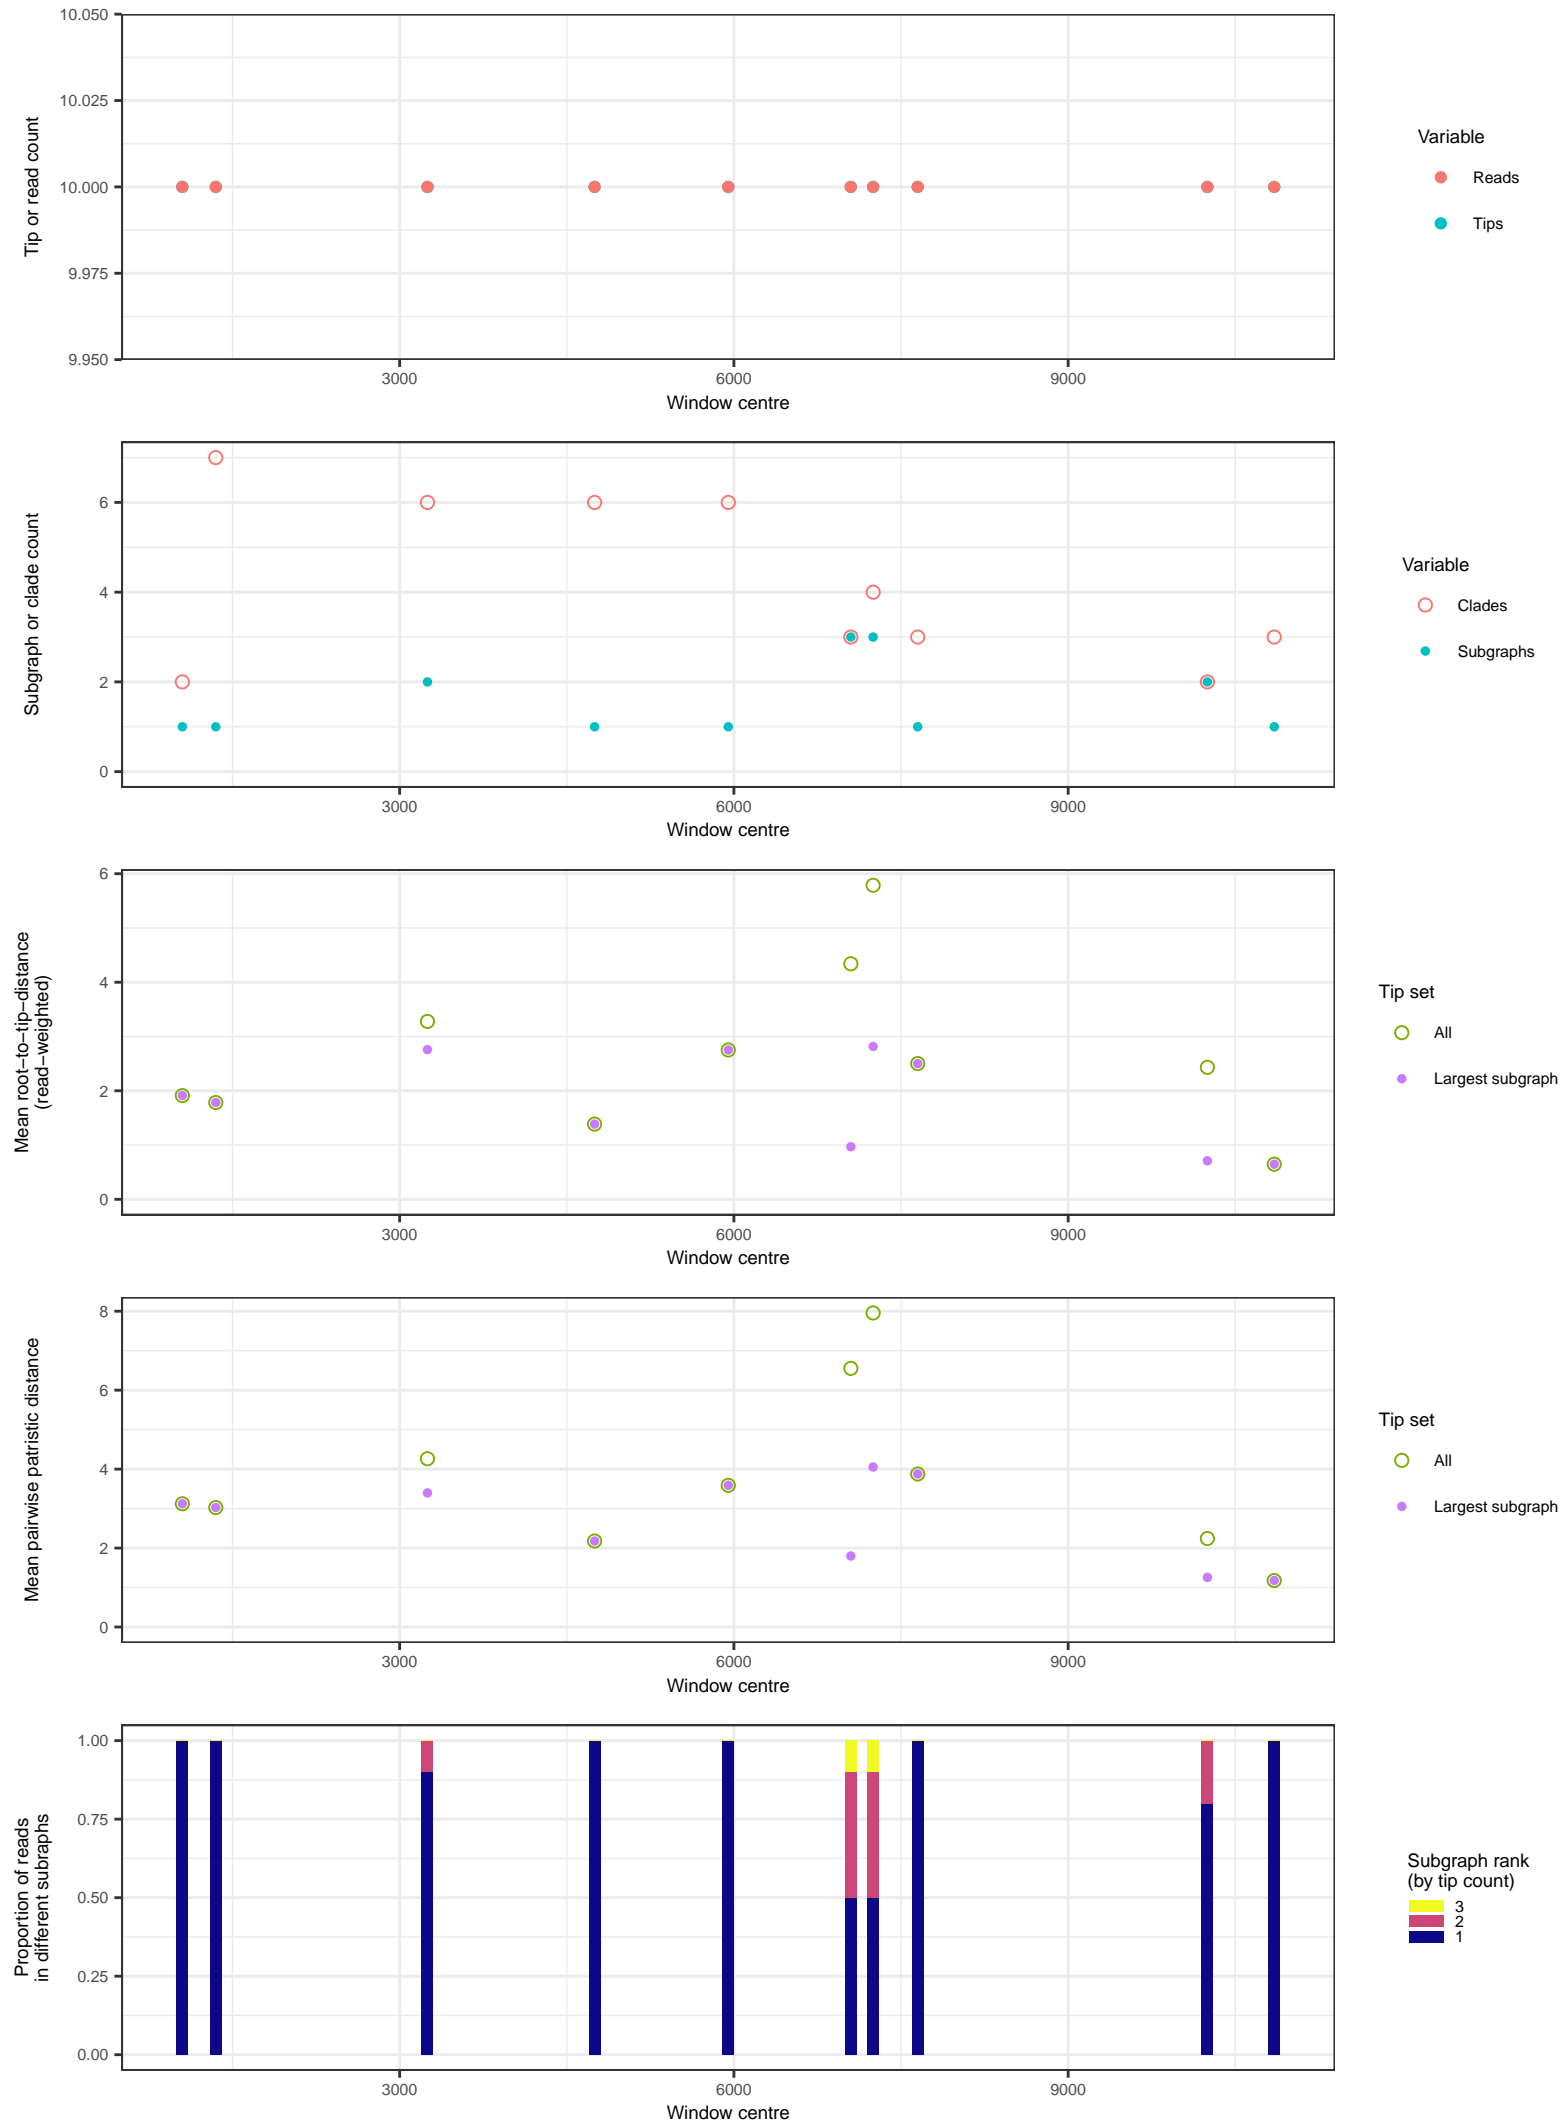 10.050
10.025
10.000
9.975
9.950
Tip or read count
3000 6000 9000
Window centre
Variable
Reads
Tips
6
4
2
0
Subgraph or clade count
3000 6000 9000
Window centre
Variable
Clades
Subgraphs
6
4
2
0
Mean root−to−tip−distance
(read−weighted)
3000 6000 9000
Window centre
Tip set
All
Largest subgraph
8
6
4
2
0
Mean pairwise patristic distance
3000 6000 9000
Window centre
Tip set
All
Largest subgraph
1.00
0.75
0.50
0.25
0.00
Proportion of reads
in different subraphs
3000 6000 9000
Window centre
Subgraph rank
(by tip count)
3
2
1